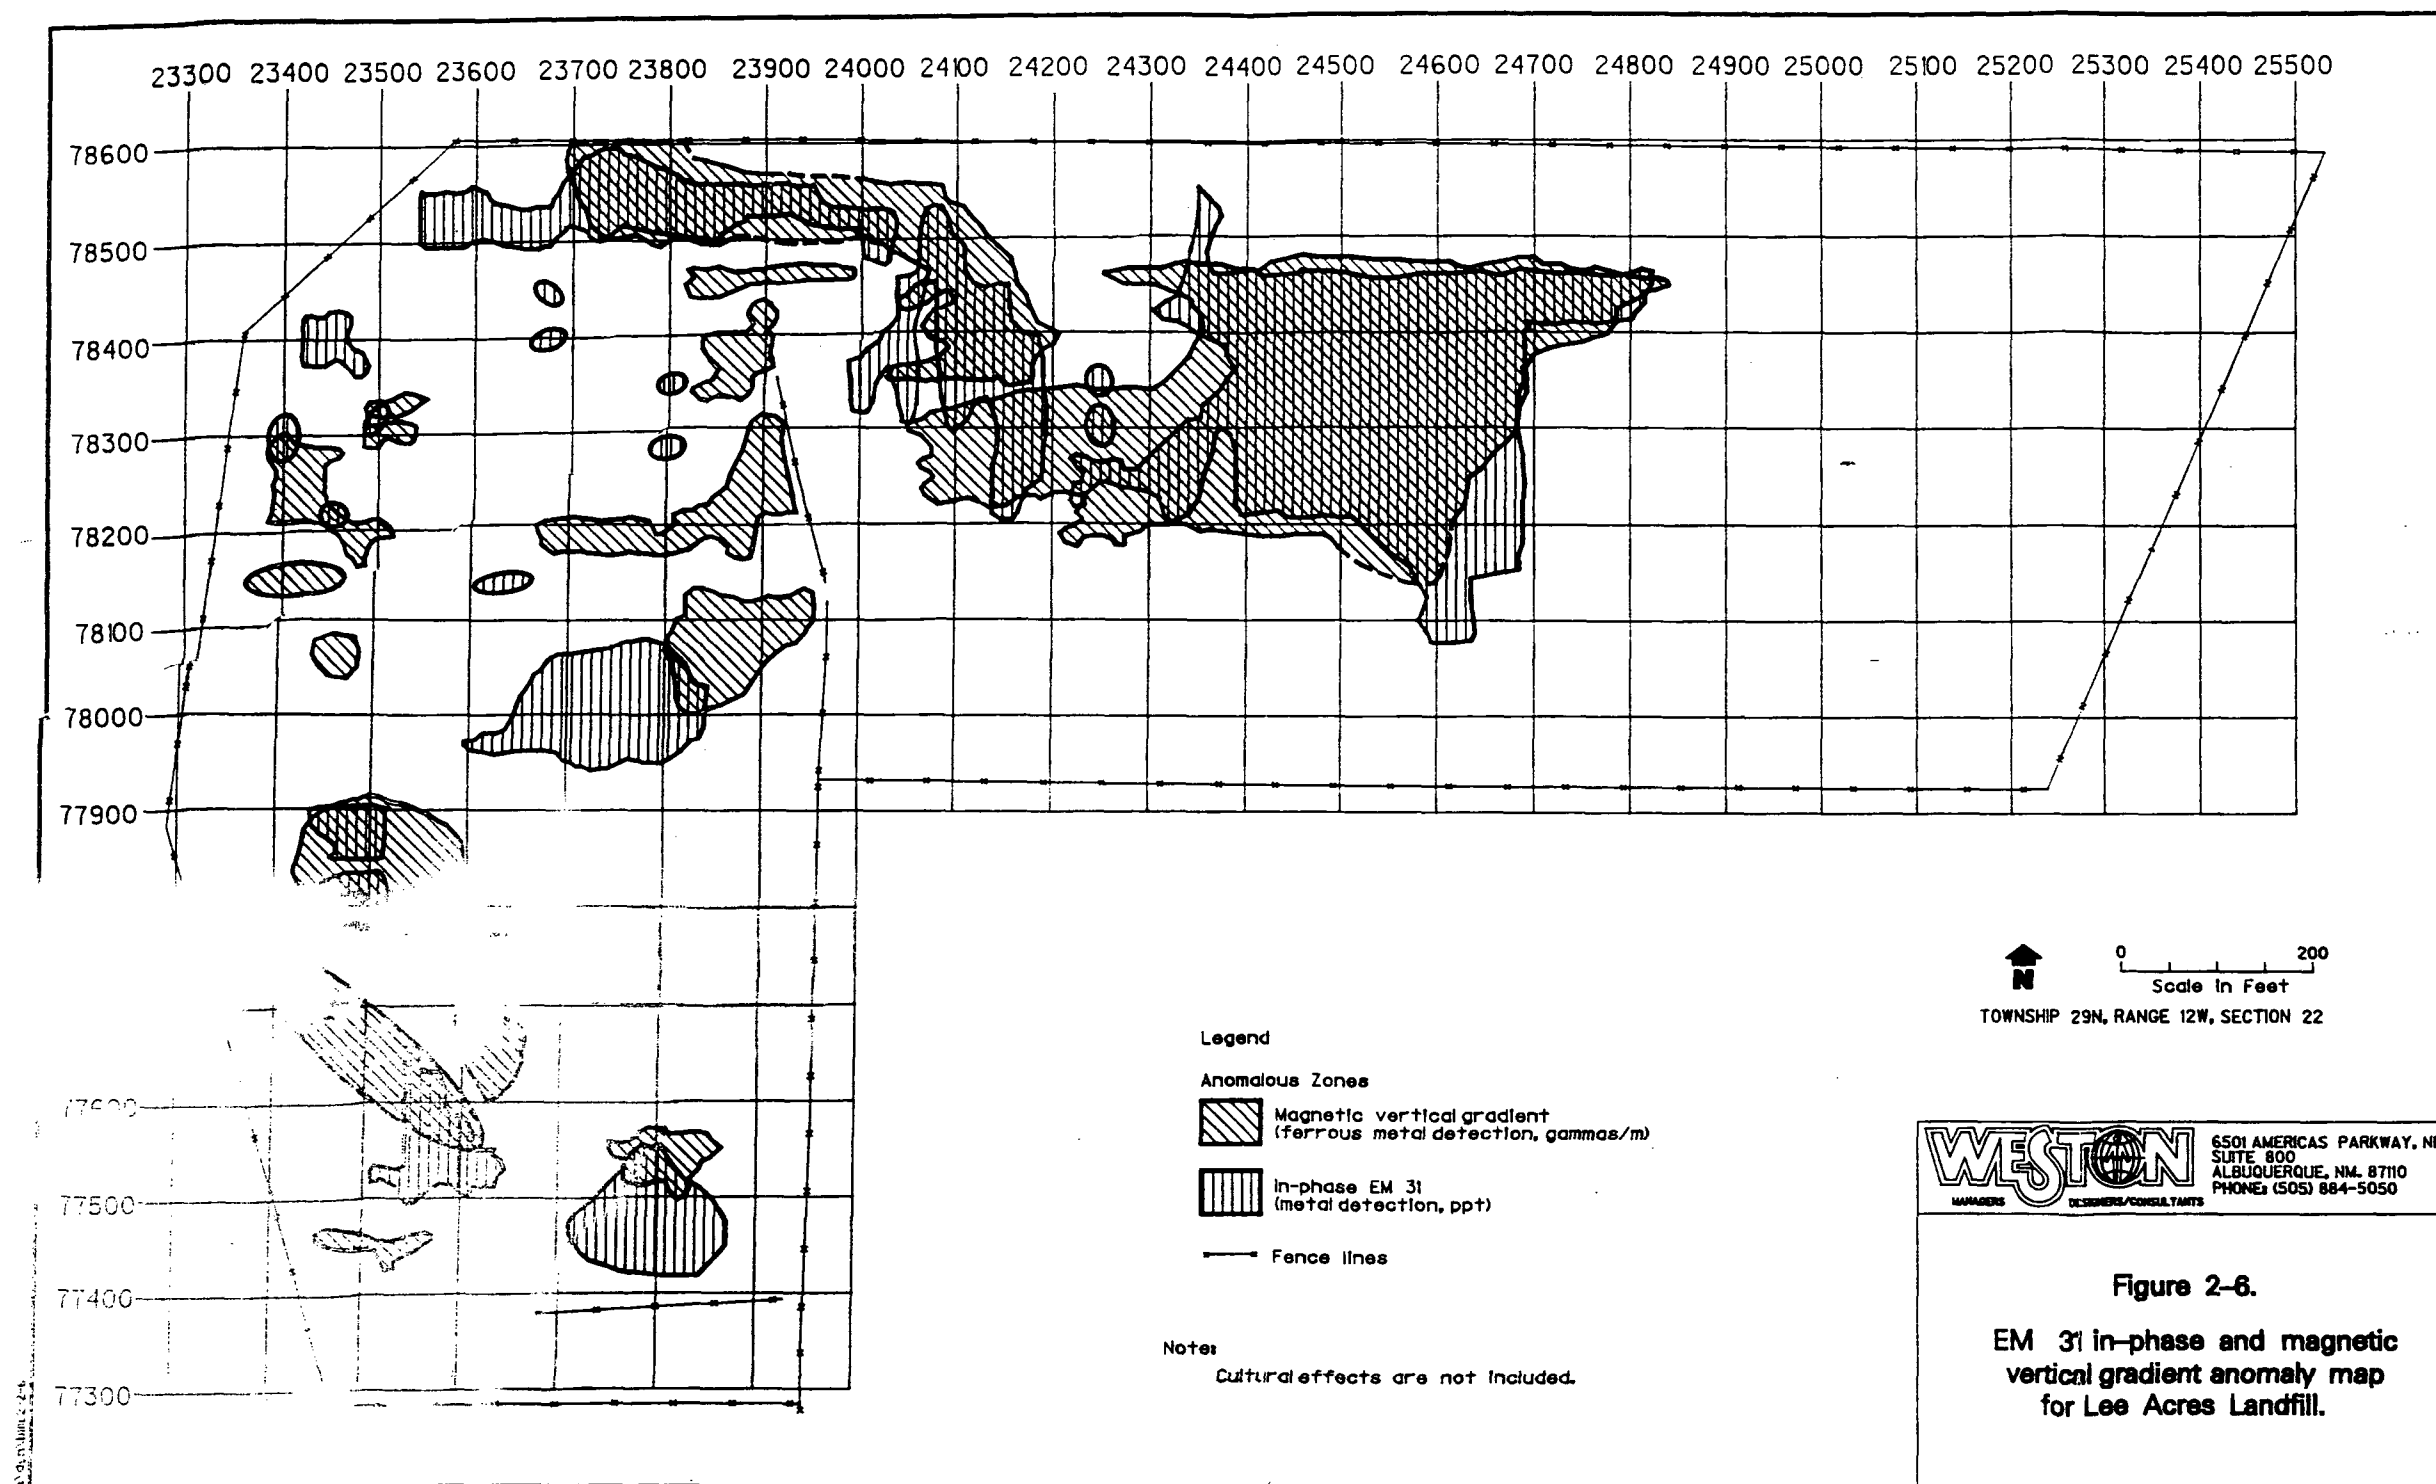 23300 23400 23500 23600 23700 23800 23900 24000 24100 24200 24300 24400 24500 24600 24700 24800 24900 25000 25100 25200 25300 25400 25500
78600
78500
78400
78300
78200
78100
78000
77900
77600
77500
77400
77300
N
0 200
Scale In Feet
TOWNSHIP 29N, RANGE 12W, SECTION 22
Legend
Anomalous Zones
Magnetic vertical gradient
(ferrous metal detection, gammas/m)
In-phase EM 31
(metal detection, ppt)
Fence lines
Note:
Cultural effects are not included.
WESTON
MANAGERS DESIGNERS/CONSULTANTS
6501 AMERICAS PARKWAY, NE
SUITE 800
ALBUQUERQUE, NM. 87110
PHONE: (505) 884-5050
Figure 2-6.
EM 31 in-phase and magnetic
vertical gradient anomaly map
for Lee Acres Landfill.